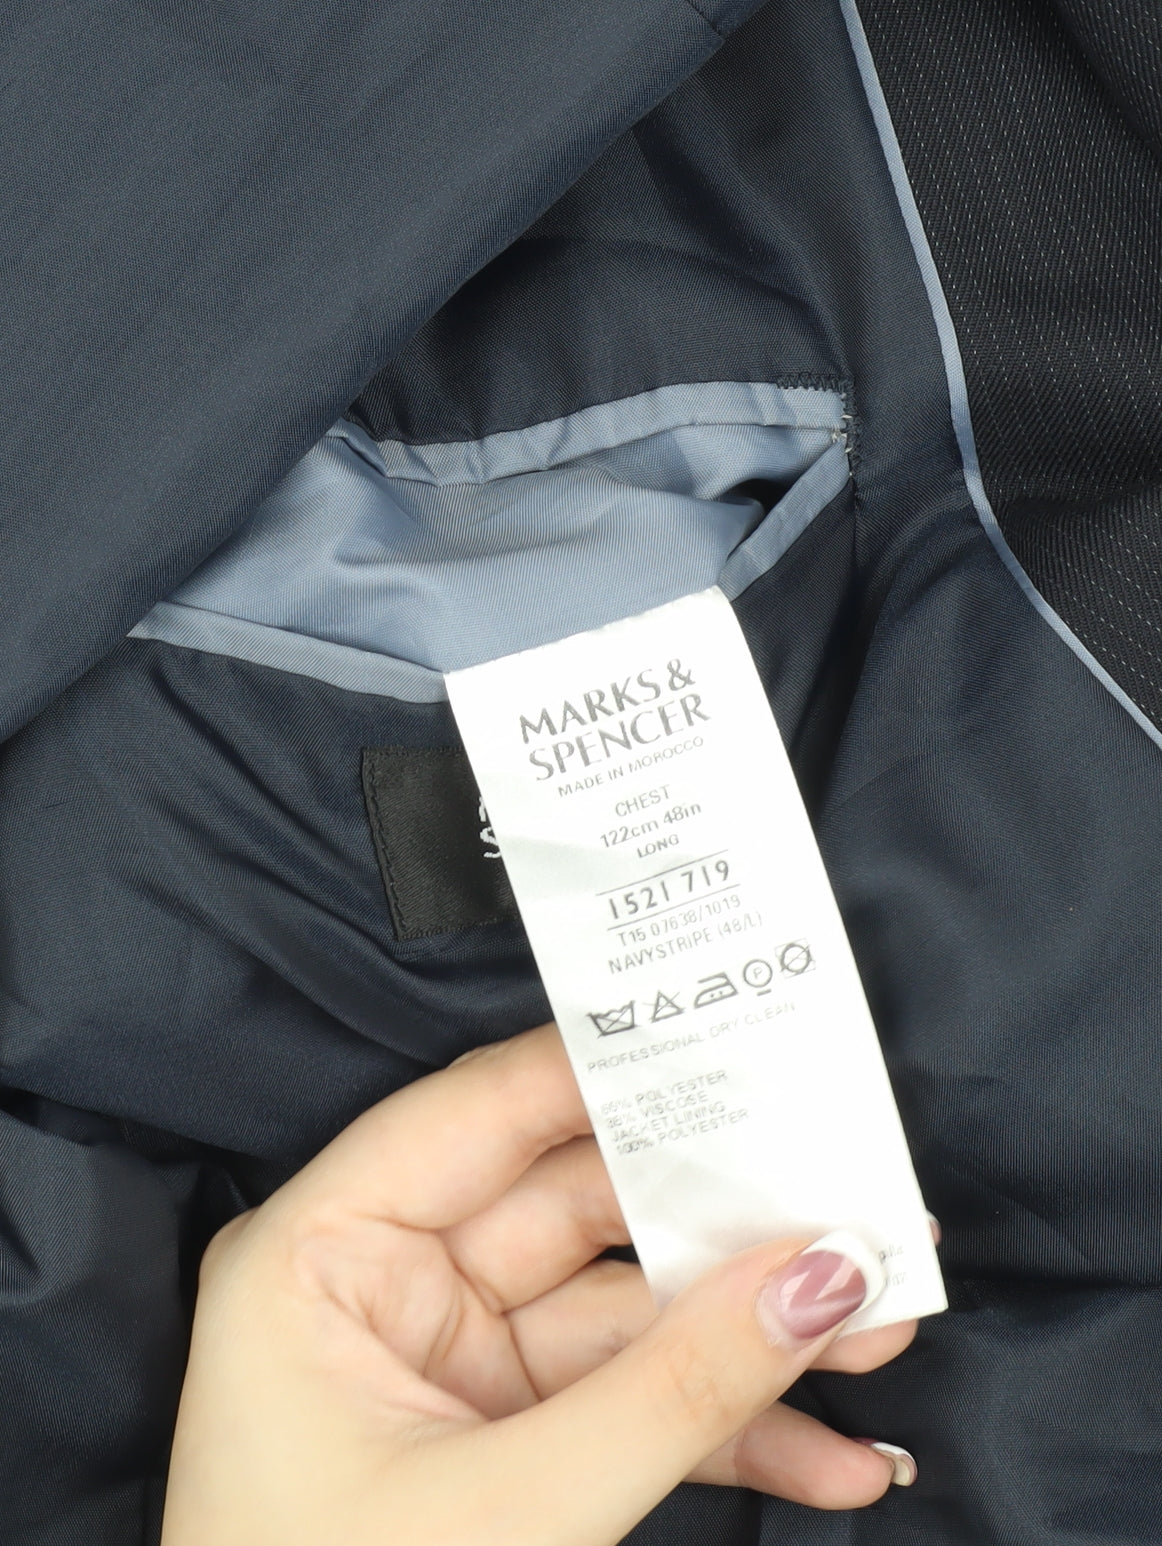 MARKS &
SPENCER
MADE IN MOROCCO
CHEST
122cm 48in
LONG
1521 719
T15 07638/1019
NAVYSTRIPE (48/L)
P
PROFESSIONAL DRY CLEAN
POLYESTER
VISCOSE
JACKET LINING
100% POLYESTER